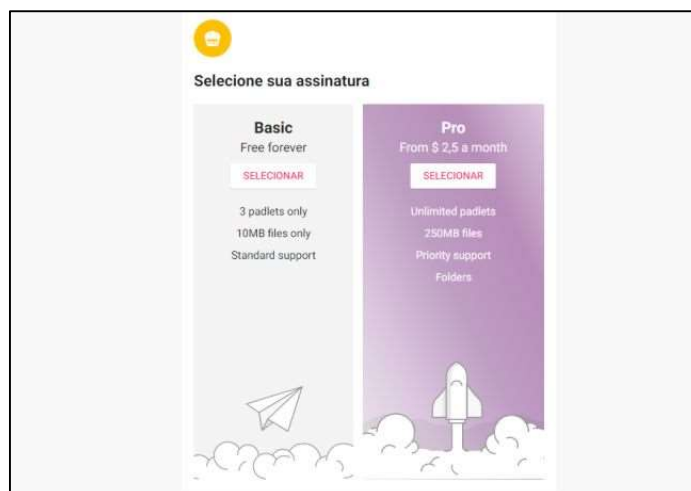 Selecione sua assinatura
Basic
Free forever
SELECIONAR
3 padlets only
10MB files only
Standard support
Pro
From $ 2,5 a month
SELECIONAR
Unlimited padlets
250MB files
Priority support
Folders